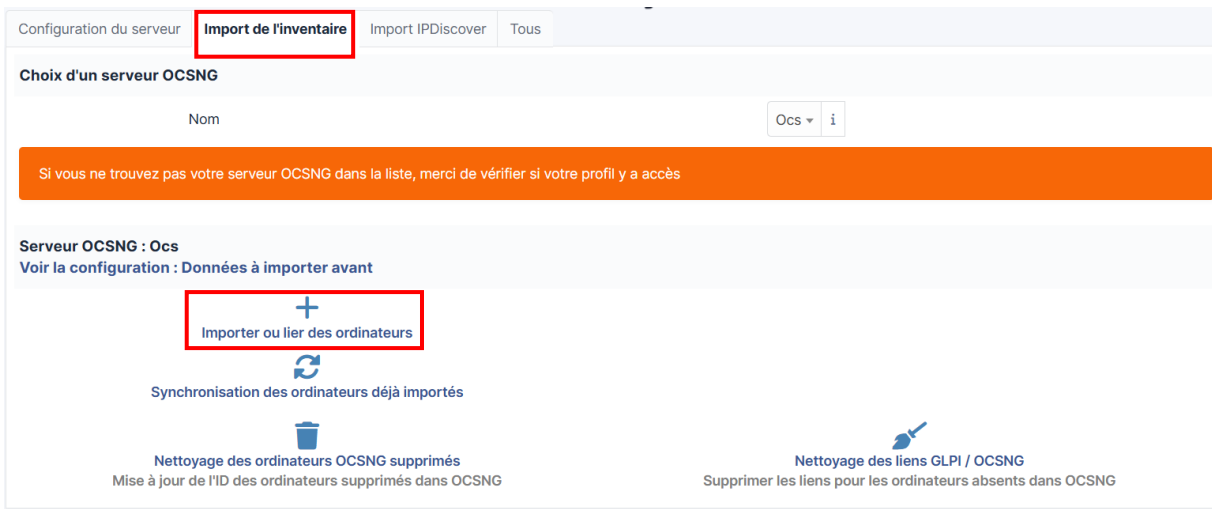 Configuration du serveur
Import de l'inventaire
Import IPDiscover
Tous
Choix d'un serveur OCSNG
Nom
Ocs
i
Si vous ne trouvez pas votre serveur OCSNG dans la liste, merci de vérifier si votre profil y a accès
Serveur OCSNG : Ocs
Voir la configuration : Données à importer avant
Importer ou lier des ordinateurs
Synchronisation des ordinateurs déjà importés
Nettoyage des ordinateurs OCSNG supprimés
Mise à jour de l'ID des ordinateurs supprimés dans OCSNG
Nettoyage des liens GLPI / OCSNG
Supprimer les liens pour les ordinateurs absents dans OCSNG